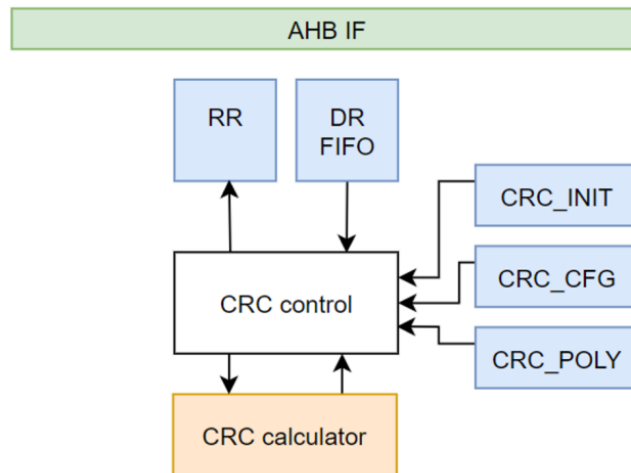 AHB IF
RR
DR
FIFO
CRC_INIT
CRC_CFG
CRC control
CRC_POLY
CRC calculator